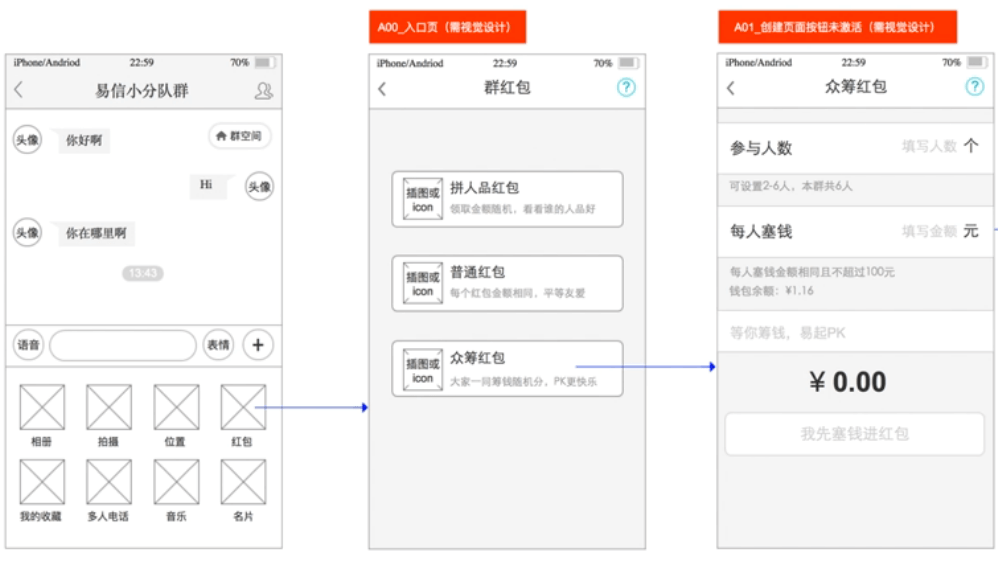 iPhone/Andriod 22:59 70%
易信小分队群
头像 你好啊 群空间
Hi 头像
头像 你在哪里啊
13:43
语音 表情 +
相册 拍摄 位置 红包
我的收藏 多人电话 音乐 名片
A00_入口页（需视觉设计）
iPhone/Andriod 22:59 70%
群红包 ?
插图或
icon
拼人品红包
领取金额随机，看看谁的人品好
插图或
icon
普通红包
每个红包金额相同，平等友爱
插图或
icon
众筹红包
大家一同筹钱随机分，PK更快乐
A01_创建页面按钮未激活（需视觉设计）
iPhone/Andriod 22:59 70%
众筹红包 ?
参与人数 填写人数 个
可设置2-6人，本群共6人
每人塞钱 填写金额 元
每人塞钱金额相同且不超过100元
钱包余额：¥1.16
等你筹钱，易起PK
¥ 0.00
我先塞钱进红包